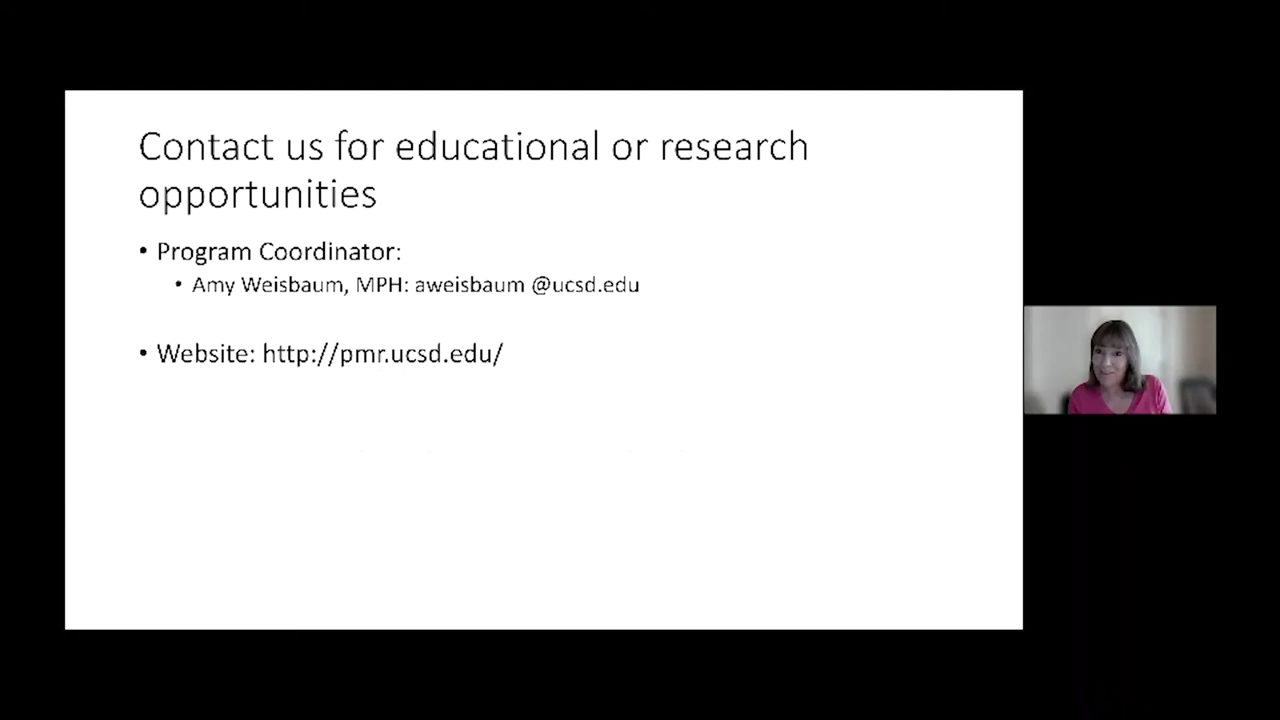 Contact us for educational or research
opportunities
• Program Coordinator:
• Amy Weisbaum, MPH: aweisbaum @ucsd.edu
• Website: http://pmr.ucsd.edu/